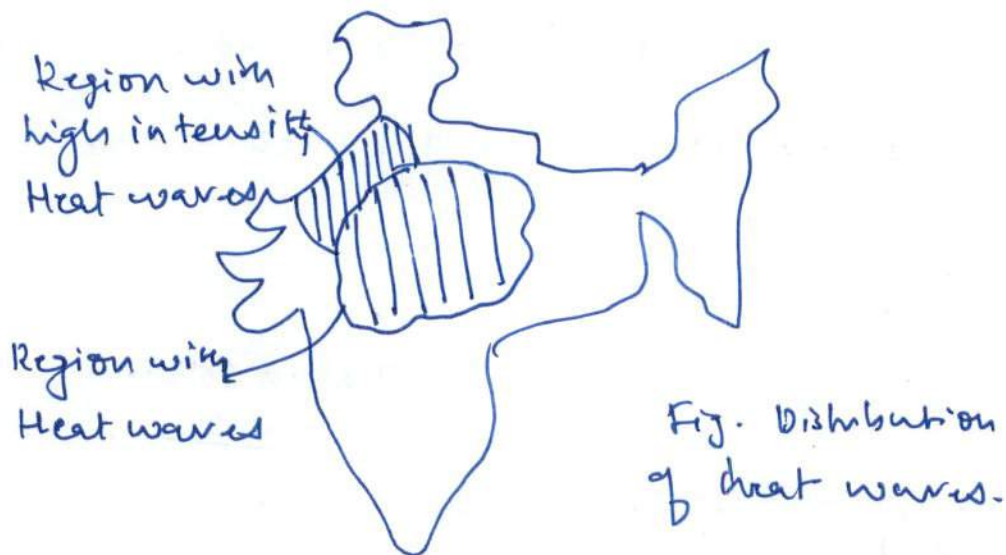 Region with
high intensity
Heat waves
Region with
Heat waves
Fig. Distribution
of heat waves.